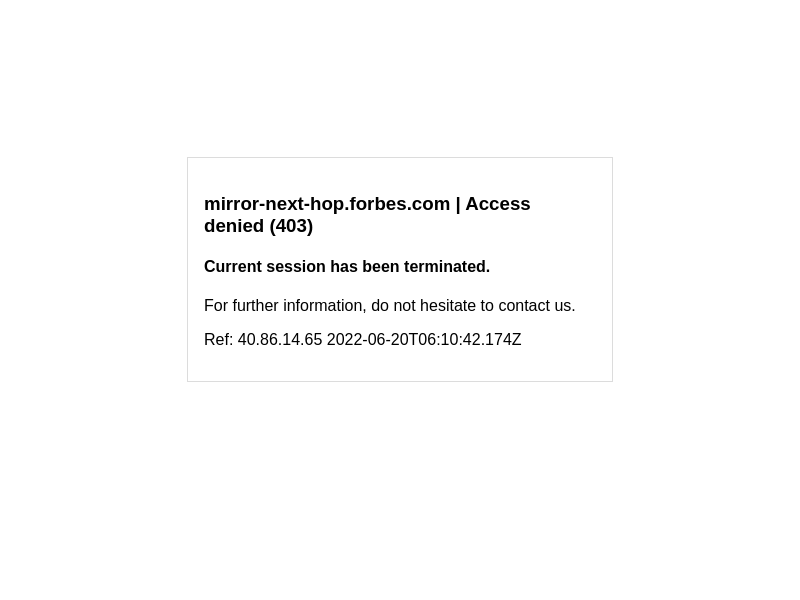 mirror-next-hop.forbes.com | Access
denied (403)
Current session has been terminated.
For further information, do not hesitate to contact us.
Ref: 40.86.14.65 2022-06-20T06:10:42.174Z